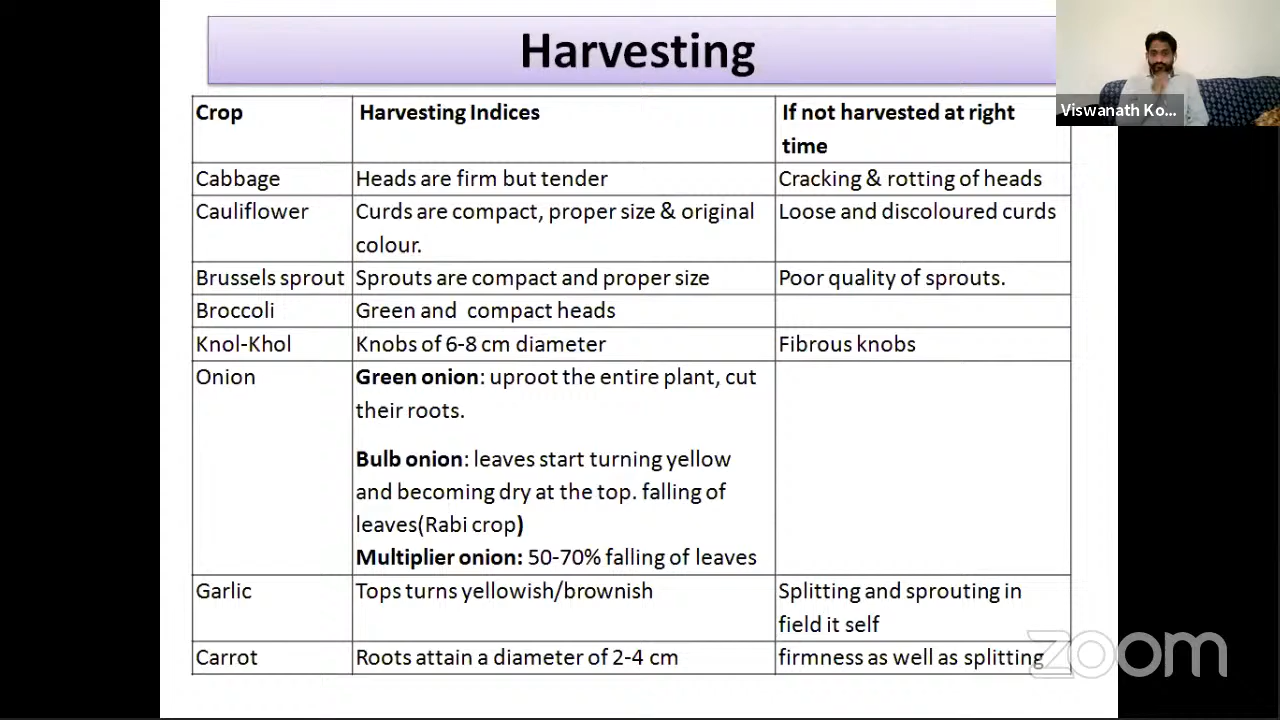 Harvesting
Viswanath Ko...
Crop Harvesting Indices If not harvested at right
time
Cabbage Heads are firm but tender Cracking & rotting of heads
Cauliflower Curds are compact, proper size & original Loose and discoloured curds
colour.
Brussels sprout Sprouts are compact and proper size Poor quality of sprouts.
Broccoli Green and compact heads
Knol-Khol Knobs of 6-8 cm diameter Fibrous knobs
Onion Green onion: uproot the entire plant, cut
their roots.
Bulb onion: leaves start turning yellow
and becoming dry at the top. falling of
leaves(Rabi crop)
Multiplier onion: 50-70% falling of leaves
Garlic Tops turns yellowish/brownish Splitting and sprouting in
field it self
Carrot Roots attain a diameter of 2-4 cm firmness as well as splitting
zoom